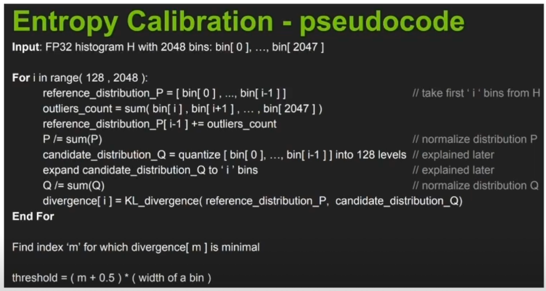 Entropy Calibration - pseudocode
Input: FP32 histogram H with 2048 bins: bin[ 0 ], …, bin[ 2047 ]
For i in range( 128 , 2048 ):
reference_distribution_P = [ bin[ 0 ] , ..., bin[ i-1 ] ] // take first ‘ i ‘ bins from H
outliers_count = sum( bin[ i ] , bin[ i+1 ] , … , bin[ 2047 ] )
reference_distribution_P[ i-1 ] += outliers_count
P /= sum(P) // normalize distribution P
candidate_distribution_Q = quantize [ bin[ 0 ], …, bin[ i-1 ] ] into 128 levels // explained later
expand candidate_distribution_Q to ‘ i ’ bins // explained later
Q /= sum(Q) // normalize distribution Q
divergence[ i ] = KL_divergence( reference_distribution_P, candidate_distribution_Q)
End For
Find index ‘m’ for which divergence[ m ] is minimal
threshold = ( m + 0.5 ) * ( width of a bin )